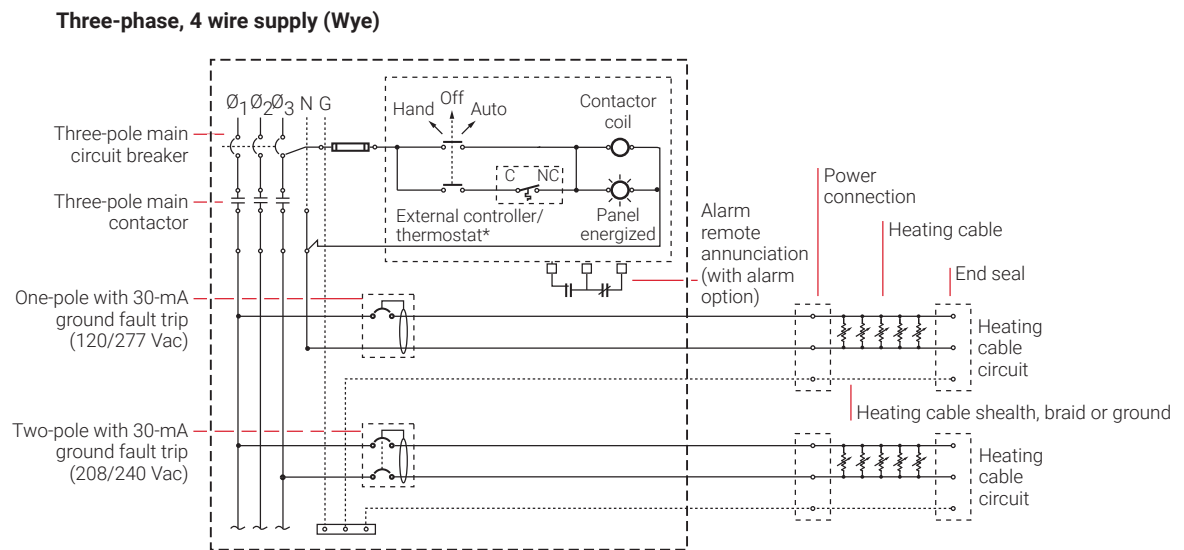 Three-phase, 4 wire supply (Wye)
Ø1 Ø2 Ø3 N G
Hand
Off
Auto
Contactor
coil
Three-pole main
circuit breaker
C NC
Three-pole main
contactor
External controller/
thermostat*
Panel
energized
Alarm
remote
annunciation
(with alarm
option)
Power
connection
Heating cable
End seal
One-pole with 30-mA
ground fault trip
(120/277 Vac)
Heating
cable
circuit
Heating cable shealth, braid or ground
Two-pole with 30-mA
ground fault trip
(208/240 Vac)
Heating
cable
circuit